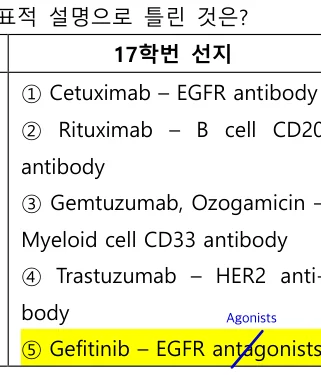 표적 설명으로 틀린 것은?
17학번 선지
① Cetuximab – EGFR antibody
② Rituximab – B cell CD20
antibody
③ Gemtuzumab, Ozogamicin –
Myeloid cell CD33 antibody
④ Trastuzumab – HER2 anti-
body
Agonists
⑤ Gefitinib – EGFR antagonists